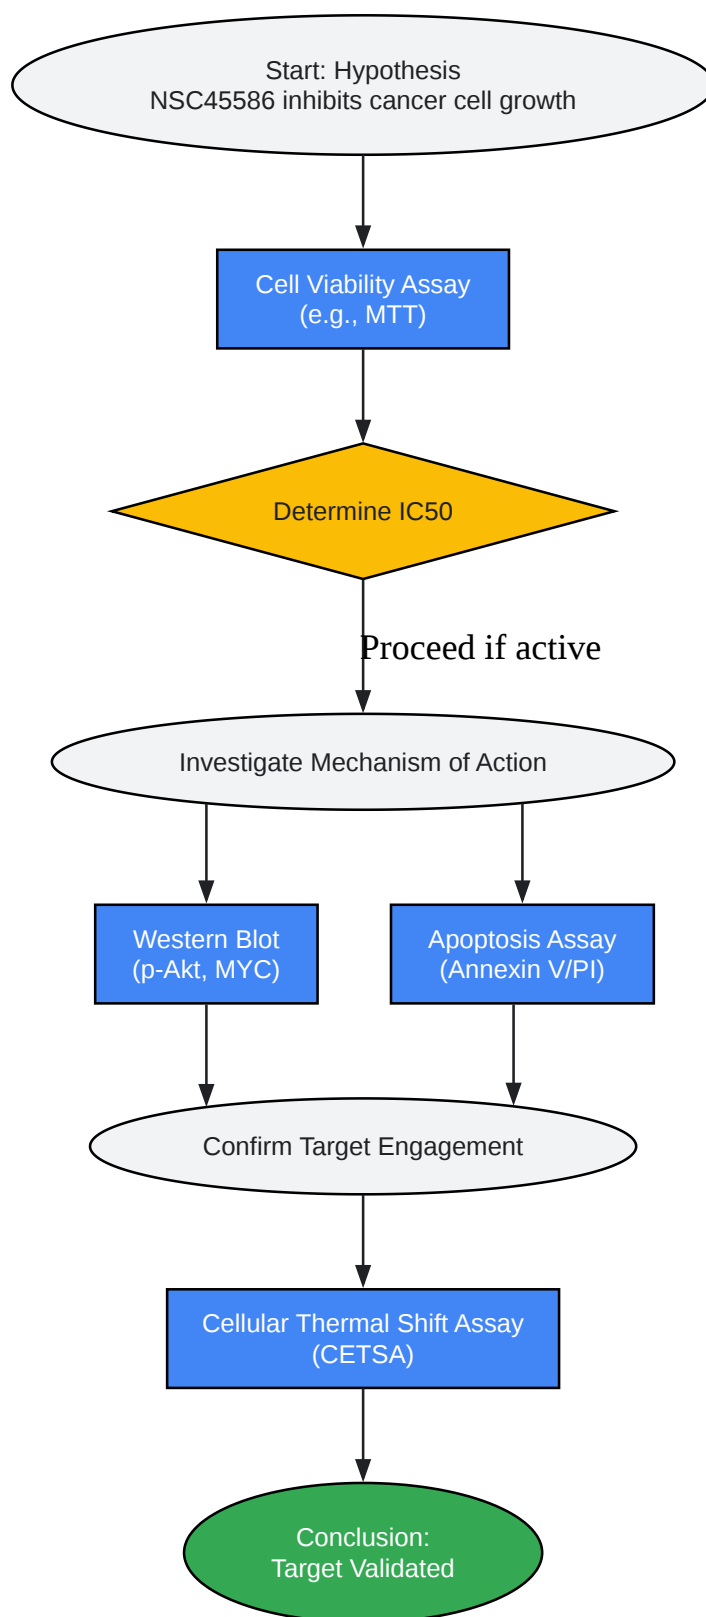 Start: Hypothesis
NSC45586 inhibits cancer cell growth
Cell Viability Assay
(e.g., MTT)
Determine IC50
Proceed if active
Investigate Mechanism of Action
Western Blot
(p-Akt, MYC)
Apoptosis Assay
(Annexin V/PI)
Confirm Target Engagement
Cellular Thermal Shift Assay
(CETSA)
Conclusion:
Target Validated